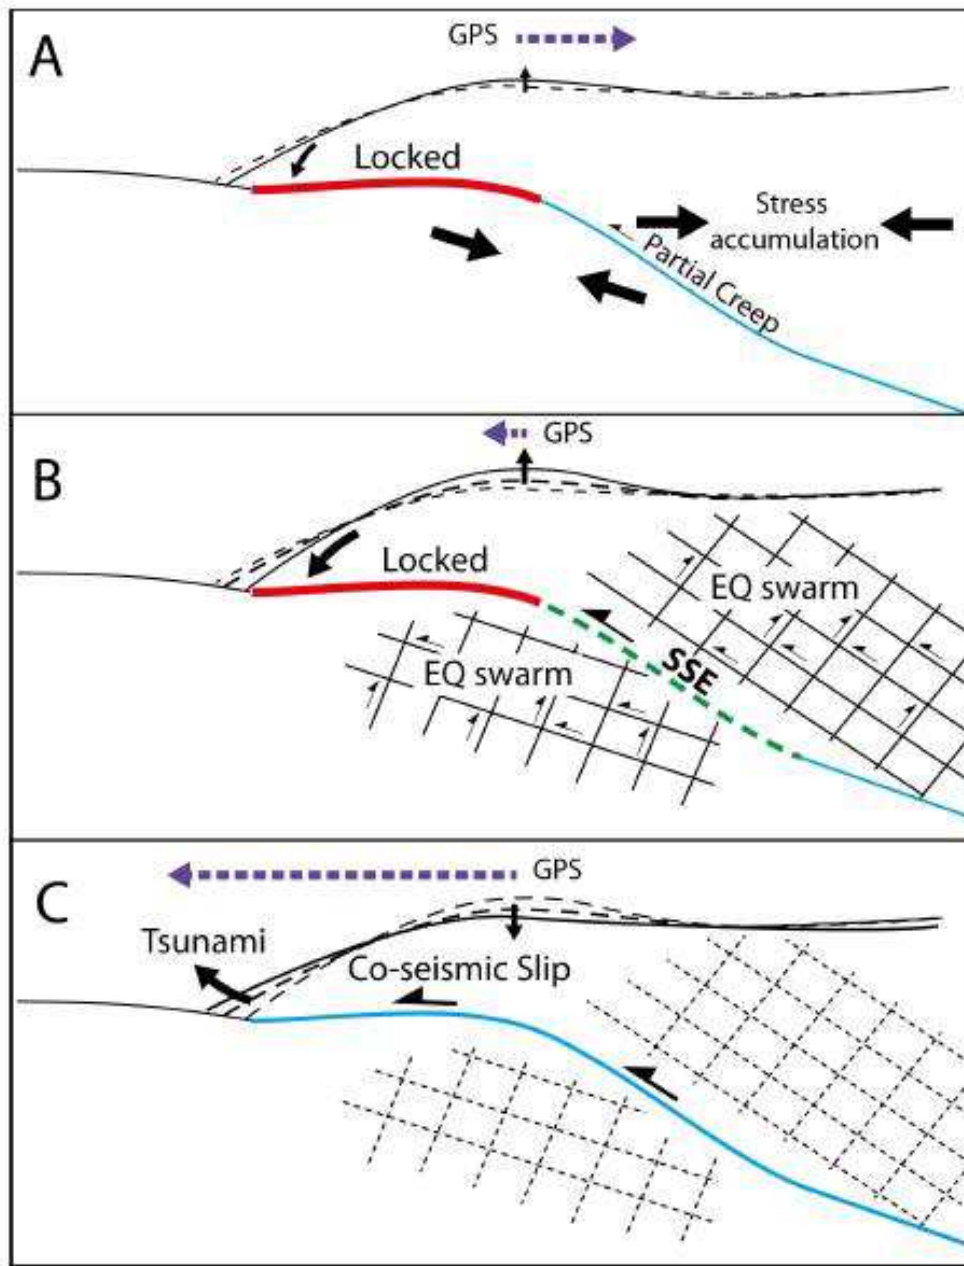 A
GPS
Locked
Stress
accumulation
Partial Creep
B
GPS
Locked
EQ swarm
EQ swarm
SSE
C
GPS
Tsunami
Co-seismic Slip